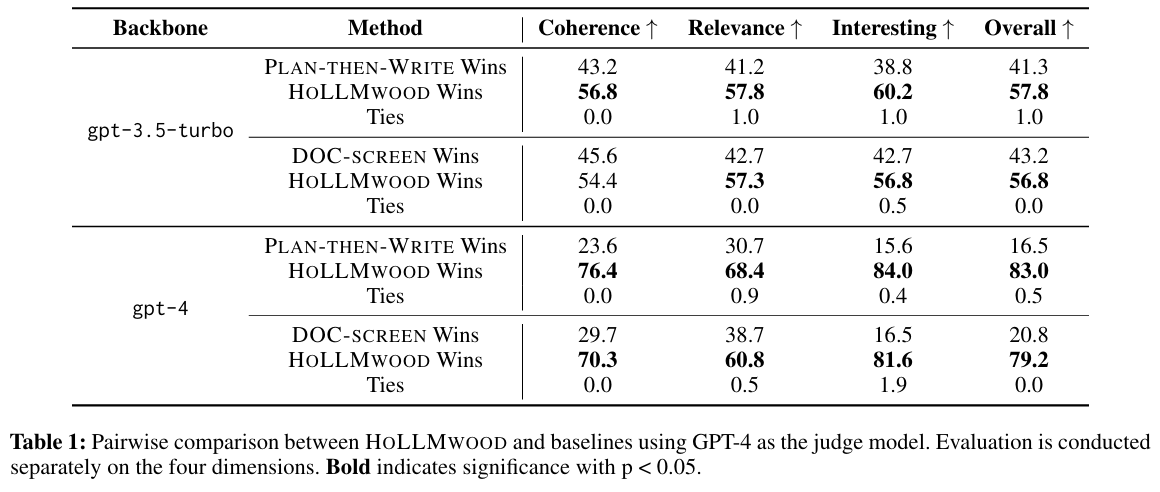 Backbone Method Coherence ↑ Relevance ↑ Interesting ↑ Overall ↑
gpt-3.5-turbo
PLAN-THEN-WRITE Wins 43.2 41.2 38.8 41.3
HOLLMWOOD Wins 56.8 57.8 60.2 57.8
Ties 0.0 1.0 1.0 1.0
DOC-SCREEN Wins 45.6 42.7 42.7 43.2
HOLLMWOOD Wins 54.4 57.3 56.8 56.8
Ties 0.0 0.0 0.5 0.0
gpt-4
PLAN-THEN-WRITE Wins 23.6 30.7 15.6 16.5
HOLLMWOOD Wins 76.4 68.4 84.0 83.0
Ties 0.0 0.9 0.4 0.5
DOC-SCREEN Wins 29.7 38.7 16.5 20.8
HOLLMWOOD Wins 70.3 60.8 81.6 79.2
Ties 0.0 0.5 1.9 0.0
Table 1: Pairwise comparison between HOLLMWOOD and baselines using GPT-4 as the judge model. Evaluation is conducted
separately on the four dimensions. Bold indicates significance with p < 0.05.